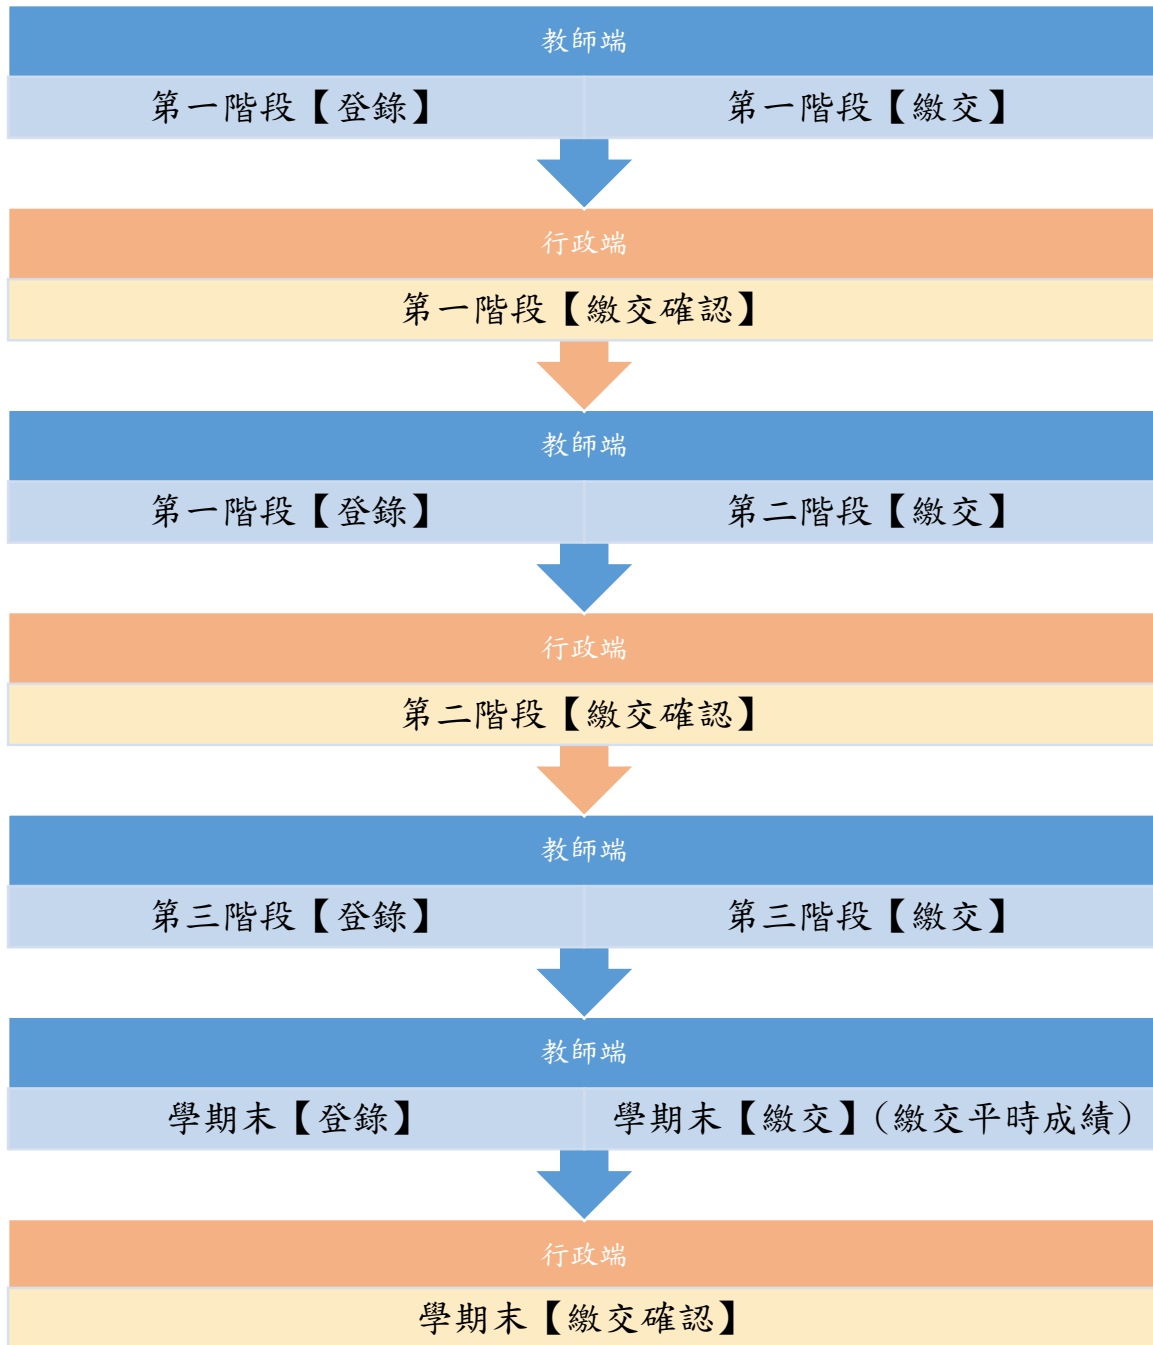 教師端
第一階段【登錄】 第一階段【繳交】
行政端
第一階段【繳交確認】
教師端
第一階段【登錄】 第二階段【繳交】
行政端
第二階段【繳交確認】
教師端
第三階段【登錄】 第三階段【繳交】
教師端
學期末【登錄】 學期末【繳交】(繳交平時成績)
行政端
學期末【繳交確認】